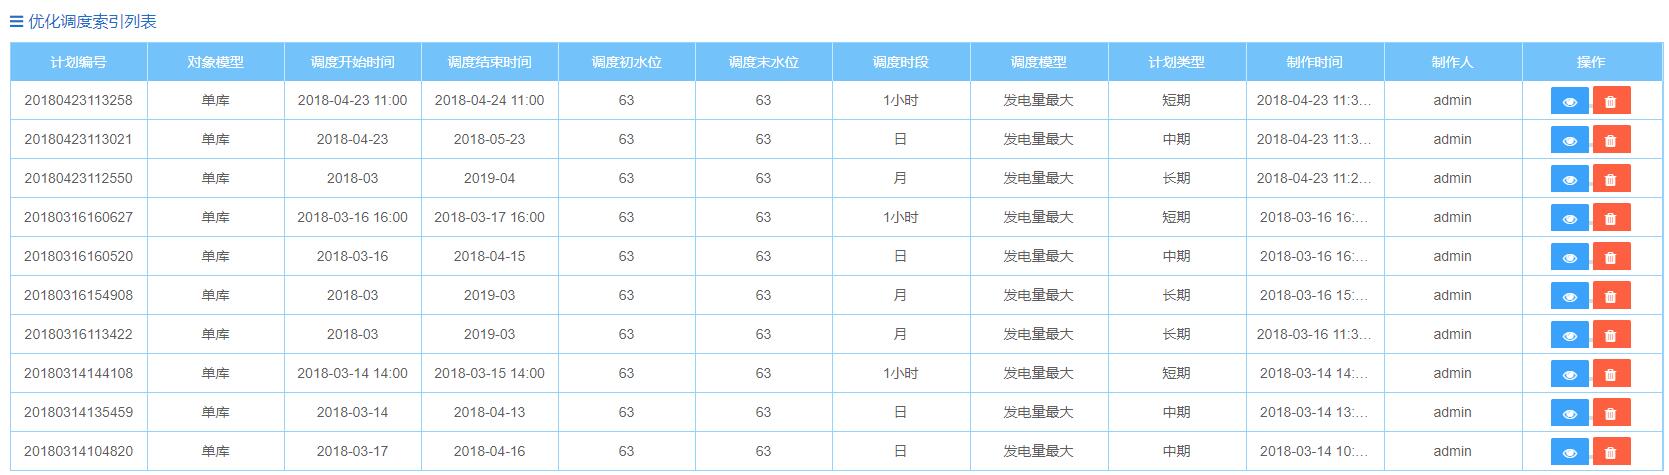 优化调度索引列表
计划编号 对象模型 调度开始时间 调度结束时间 调度初水位 调度末水位 调度时段 调度模型 计划类型 制作时间 制作人 操作
20180423113258 单库 2018-04-23 11:00 2018-04-24 11:00 63 63 1小时 发电量最大 短期 2018-04-23 11:3... admin
20180423113021 单库 2018-04-23 2018-05-23 63 63 日 发电量最大 中期 2018-04-23 11:3... admin
20180423112550 单库 2018-03 2019-04 63 63 月 发电量最大 长期 2018-04-23 11:2... admin
20180316160627 单库 2018-03-16 16:00 2018-03-17 16:00 63 63 1小时 发电量最大 短期 2018-03-16 16:... admin
20180316160520 单库 2018-03-16 2018-04-15 63 63 日 发电量最大 中期 2018-03-16 16:... admin
20180316154908 单库 2018-03 2019-03 63 63 月 发电量最大 长期 2018-03-16 15:... admin
20180316113422 单库 2018-03 2019-03 63 63 月 发电量最大 长期 2018-03-16 11:3... admin
20180314144108 单库 2018-03-14 14:00 2018-03-15 14:00 63 63 1小时 发电量最大 短期 2018-03-14 14:... admin
20180314135459 单库 2018-03-14 2018-04-13 63 63 日 发电量最大 中期 2018-03-14 13:... admin
20180314104820 单库 2018-03-17 2018-04-16 63 63 日 发电量最大 中期 2018-03-14 10:... admin